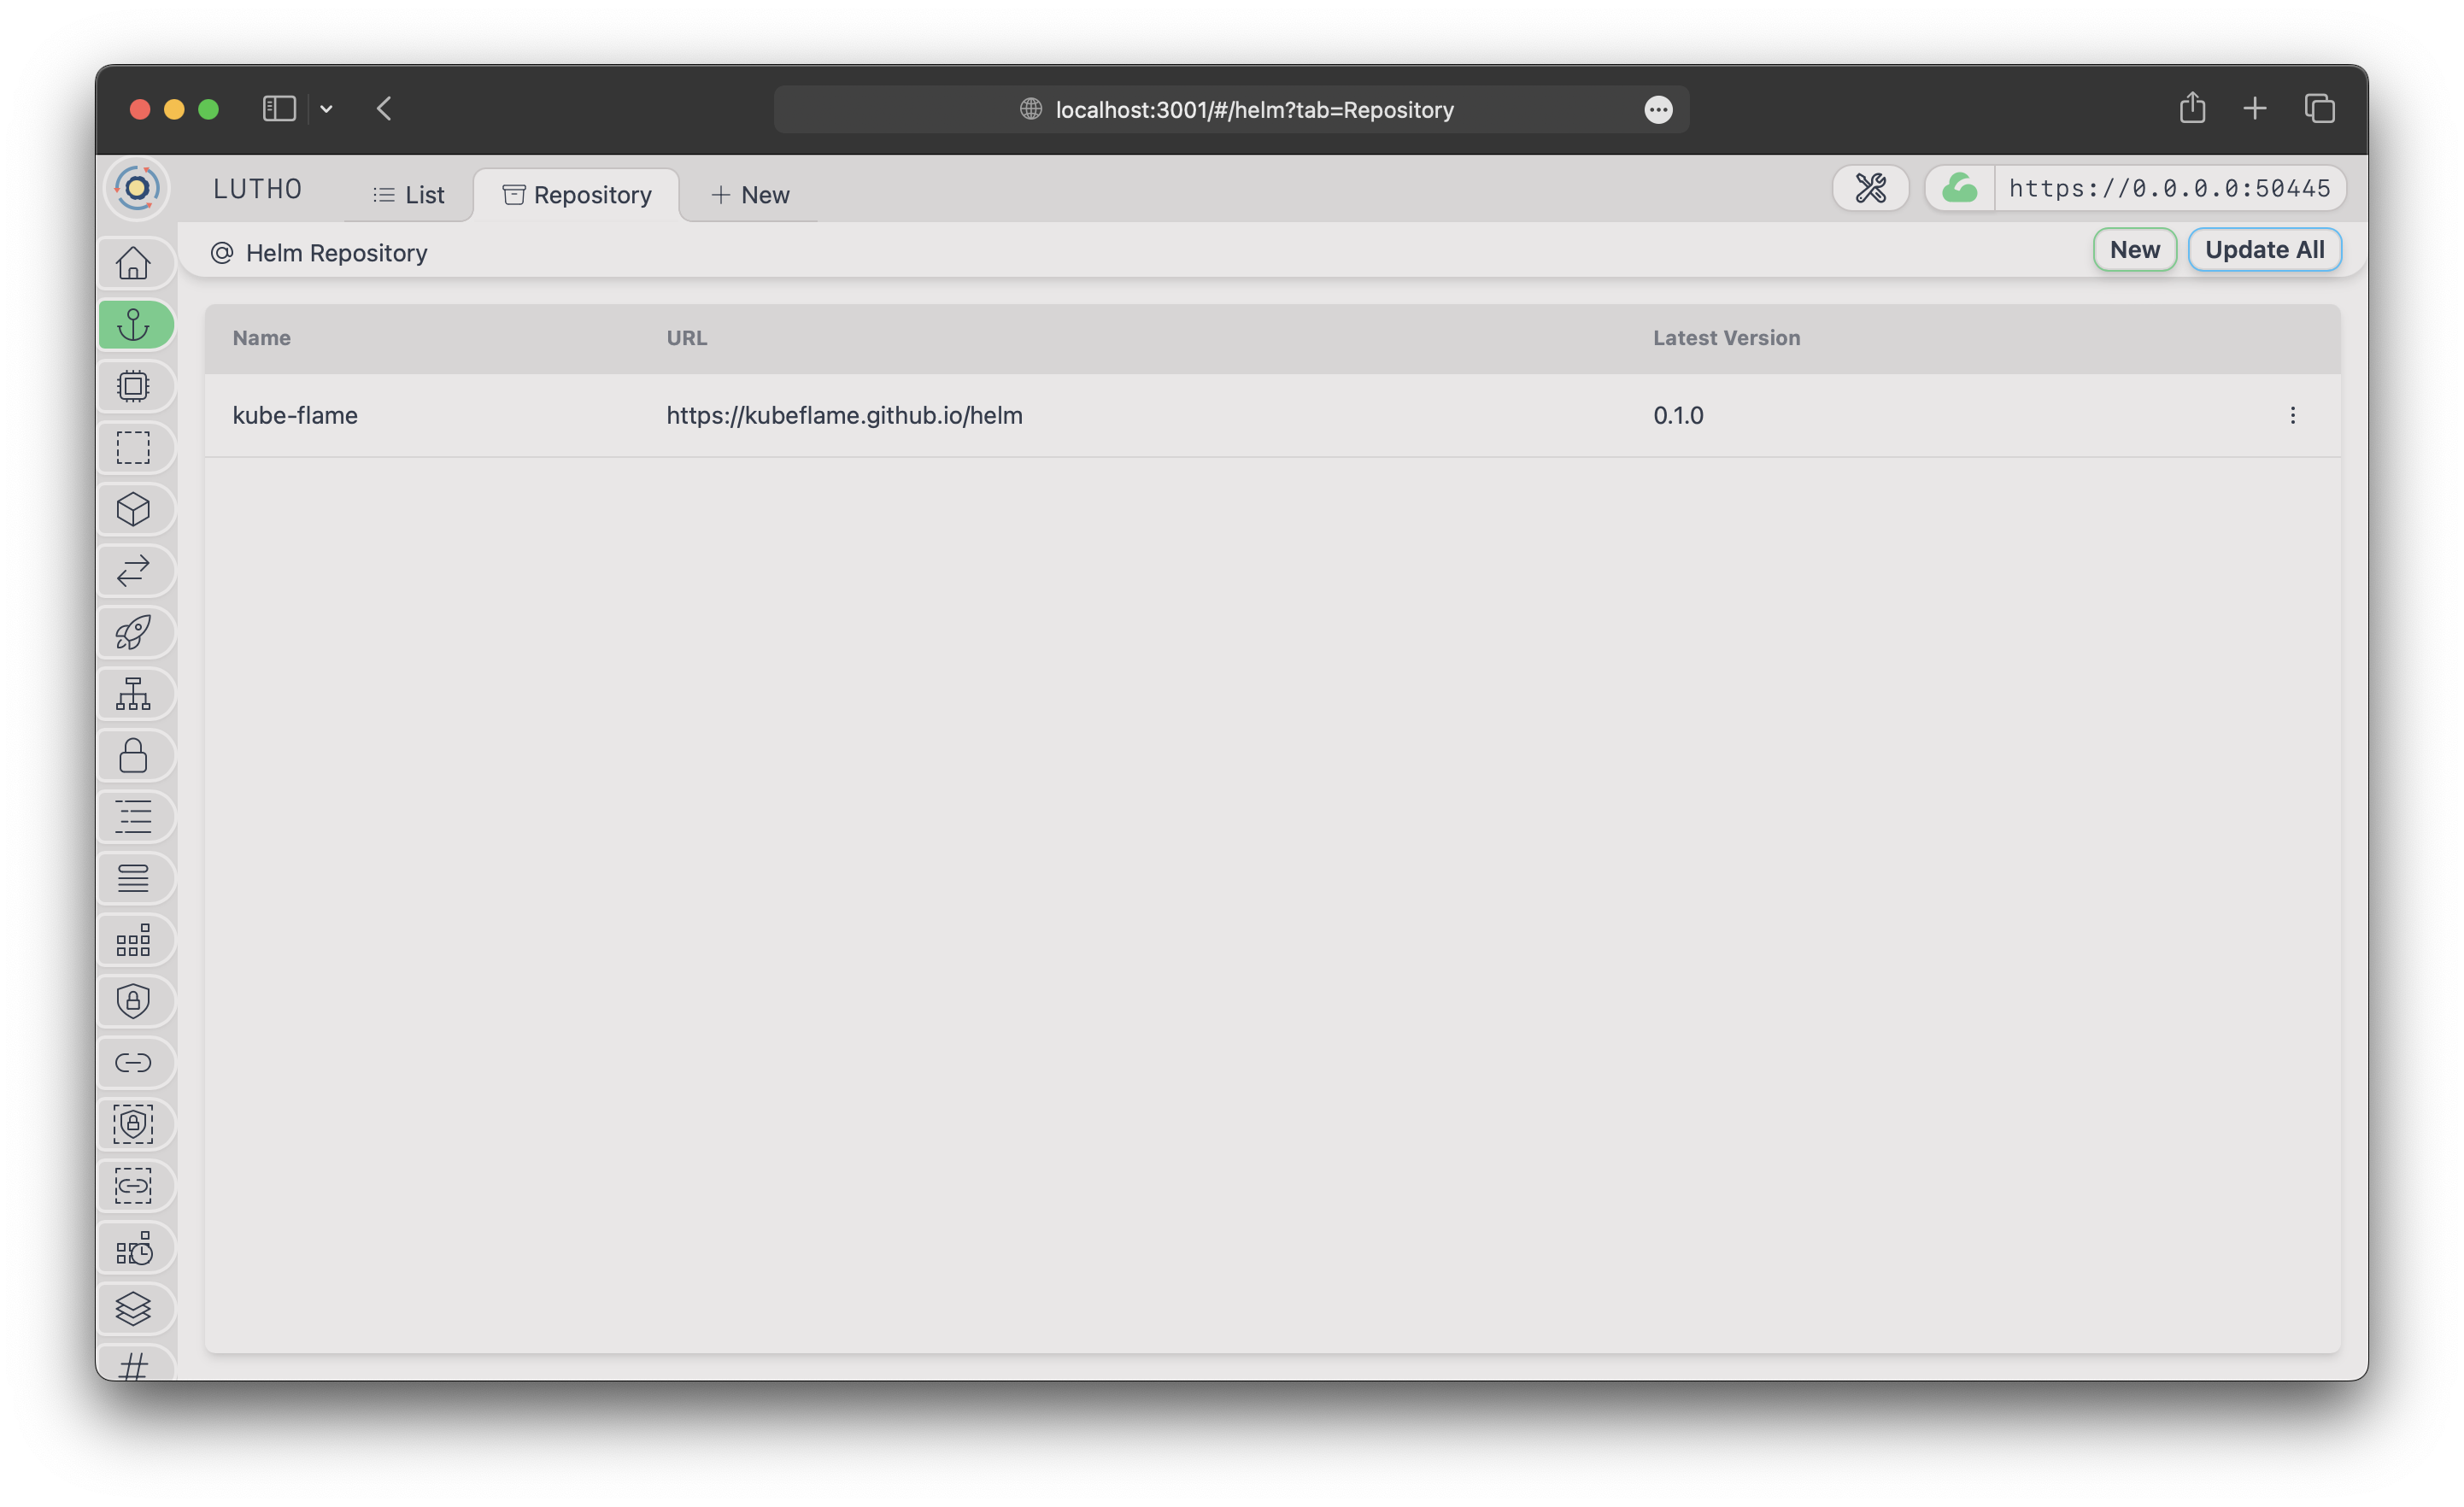 localhost:3001/#/helm?tab=Repository
LUTHO
List
Repository
New
https://0.0.0.0:50445
Helm Repository
New
Update All
Name URL Latest Version
kube-flame https://kubeflame.github.io/helm 0.1.0